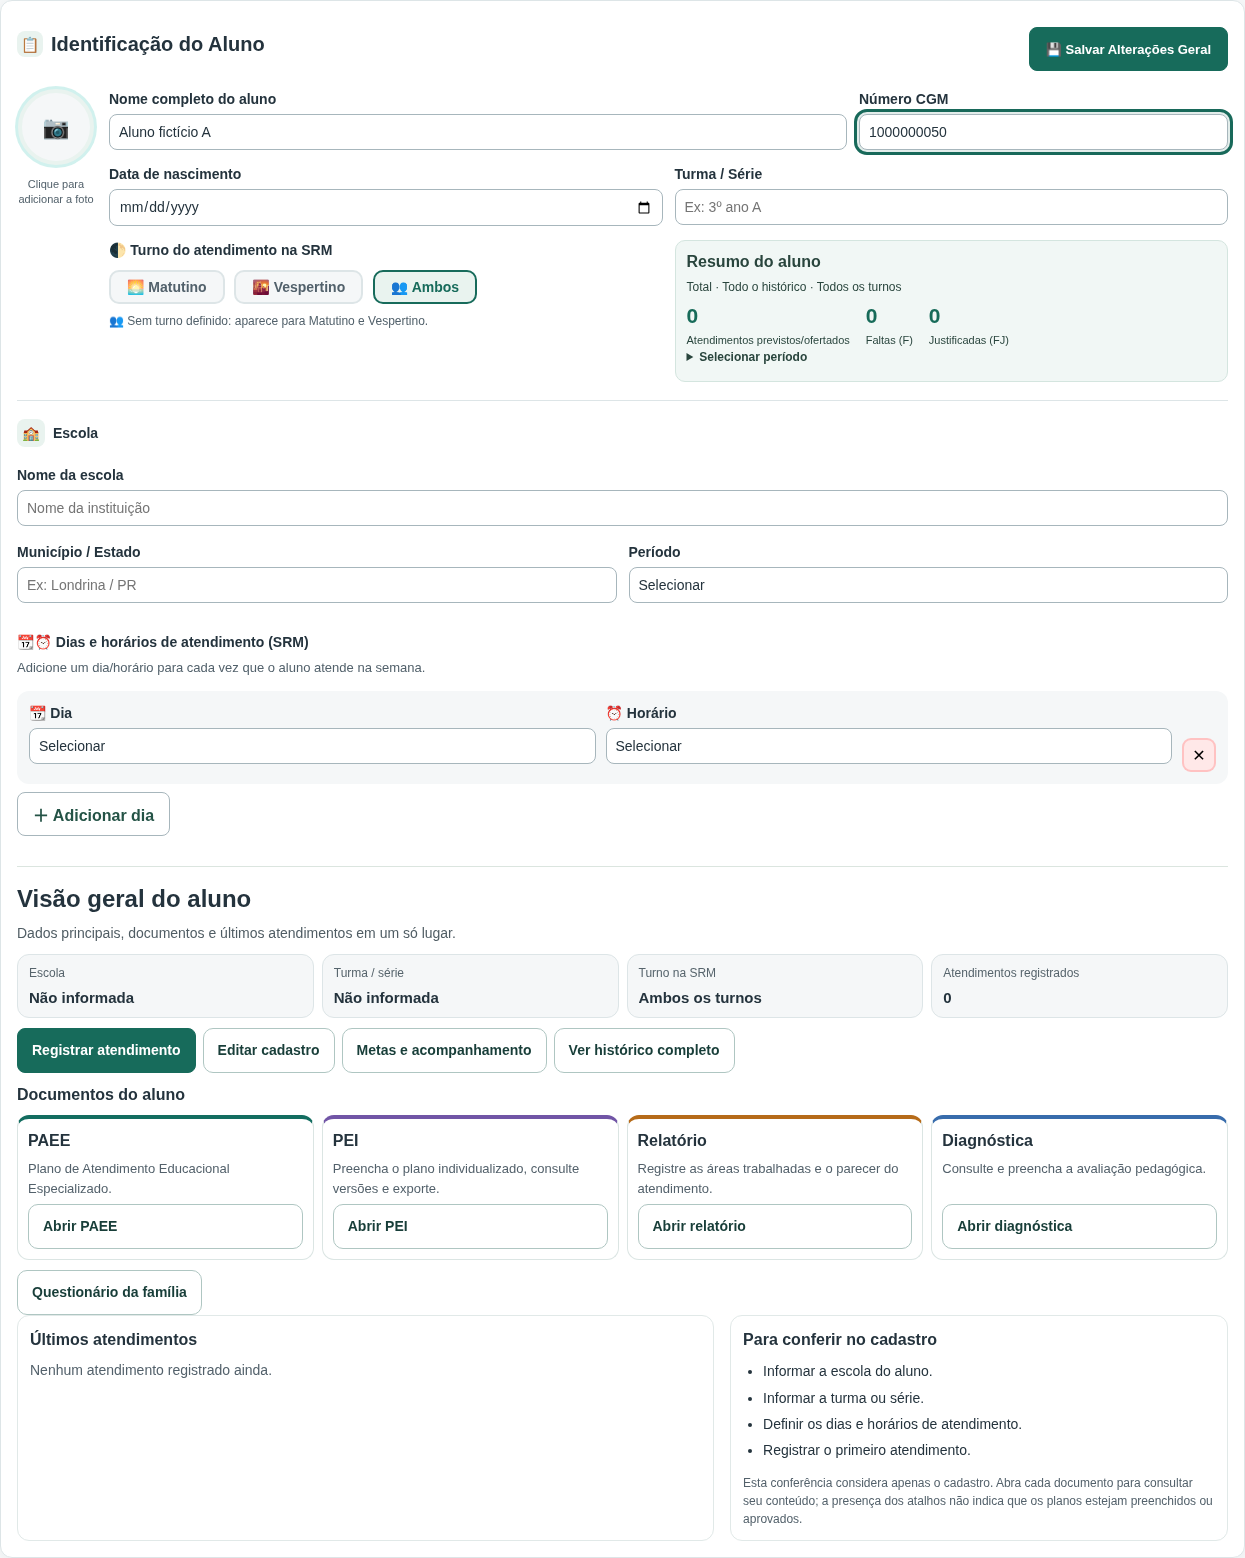 📋 Identificação do Aluno
💾 Salvar Alterações Geral
📷
Clique para
adicionar a foto
Nome completo do aluno
Aluno fictício A
Número CGM
1000000050
Data de nascimento
mm/dd/yyyy
Turma / Série
Ex: 3º ano A
🌓 Turno do atendimento na SRM
🌅 Matutino
🌇 Vespertino
👥 Ambos
👥 Sem turno definido: aparece para Matutino e Vespertino.
Resumo do aluno
Total · Todo o histórico · Todos os turnos
0
Atendimentos previstos/ofertados
0
Faltas (F)
0
Justificadas (FJ)
▶ Selecionar período
🏫 Escola
Nome da escola
Nome da instituição
Município / Estado
Ex: Londrina / PR
Período
Selecionar
📆⏰ Dias e horários de atendimento (SRM)
Adicione um dia/horário para cada vez que o aluno atende na semana.
📆 Dia
Selecionar
⏰ Horário
Selecionar
✕
＋ Adicionar dia
Visão geral do aluno
Dados principais, documentos e últimos atendimentos em um só lugar.
Escola
Não informada
Turma / série
Não informada
Turno na SRM
Ambos os turnos
Atendimentos registrados
0
Registrar atendimento
Editar cadastro
Metas e acompanhamento
Ver histórico completo
Documentos do aluno
PAEE
Plano de Atendimento Educacional
Especializado.
Abrir PAEE
PEI
Preencha o plano individualizado, consulte
versões e exporte.
Abrir PEI
Relatório
Registre as áreas trabalhadas e o parecer do
atendimento.
Abrir relatório
Diagnóstica
Consulte e preencha a avaliação pedagógica.
Abrir diagnóstica
Questionário da família
Últimos atendimentos
Nenhum atendimento registrado ainda.
Para conferir no cadastro
• Informar a escola do aluno.
• Informar a turma ou série.
• Definir os dias e horários de atendimento.
• Registrar o primeiro atendimento.
Esta conferência considera apenas o cadastro. Abra cada documento para consultar
seu conteúdo; a presença dos atalhos não indica que os planos estejam preenchidos ou
aprovados.